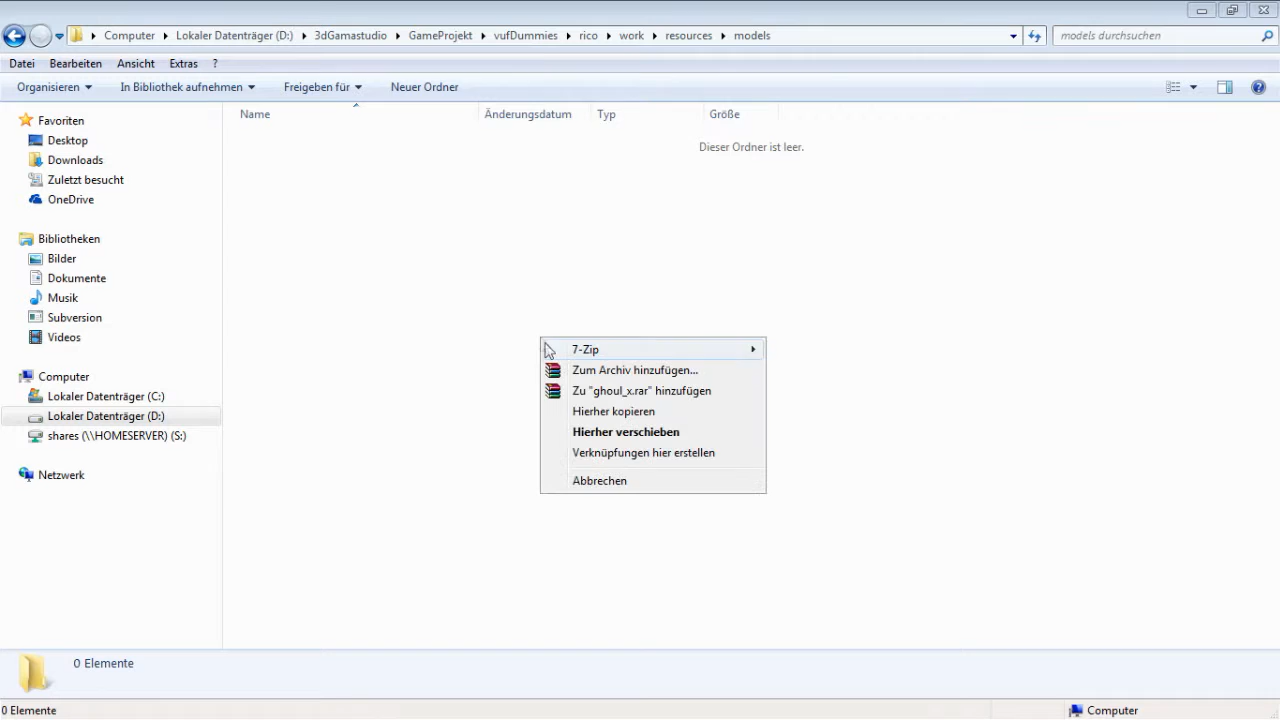 Computer ▸ Lokaler Datenträger (D:) ▸ 3dGamastudio ▸ GameProjekt ▸ vufDummies ▸ rico ▸ work ▸ resources ▸ models
models durchsuchen
Datei Bearbeiten Ansicht Extras ?
Organisieren In Bibliothek aufnehmen Freigeben für Neuer Ordner
Name Änderungsdatum Typ Größe
Dieser Ordner ist leer.
Favoriten
Desktop
Downloads
Zuletzt besucht
OneDrive
Bibliotheken
Bilder
Dokumente
Musik
Subversion
Videos
Computer
Lokaler Datenträger (C:)
Lokaler Datenträger (D:)
shares (\\HOMESERVER) (S:)
Netzwerk
7-Zip
Zum Archiv hinzufügen...
Zu "ghoul_x.rar" hinzufügen
Hierher kopieren
Hierher verschieben
Verknüpfungen hier erstellen
Abbrechen
0 Elemente
0 Elemente
Computer